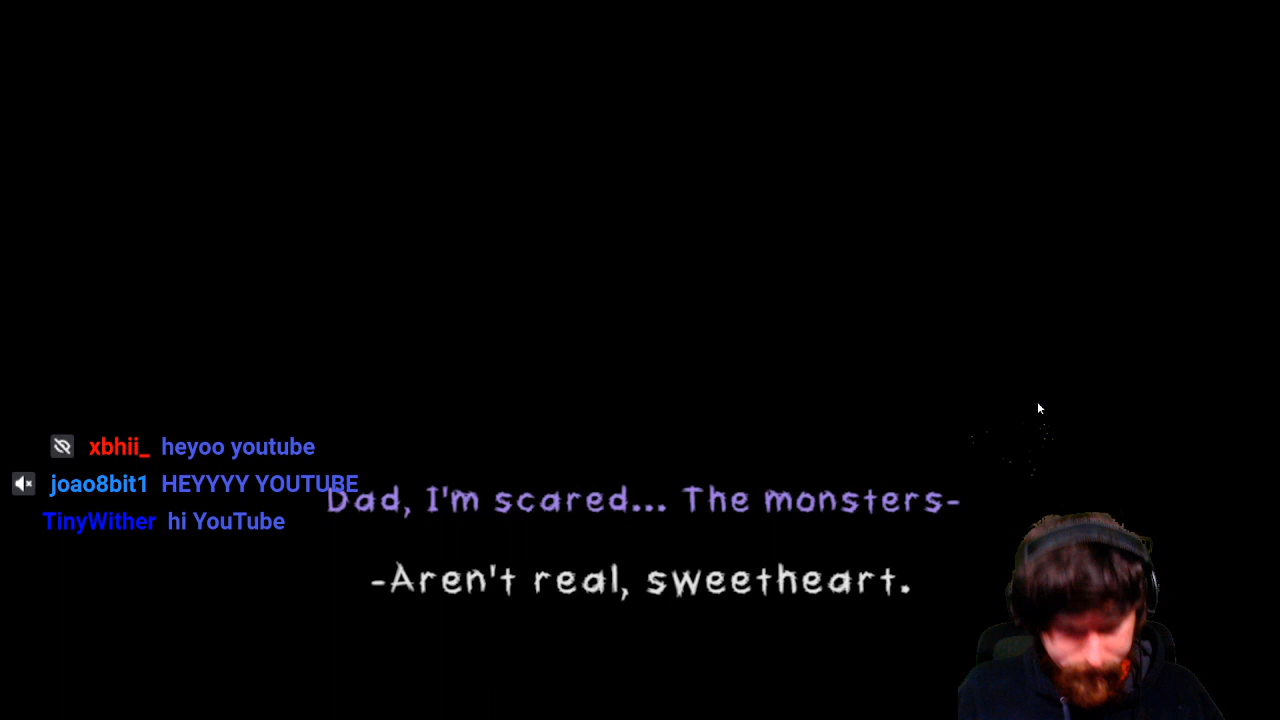 xbhii_ heyoo youtube
joao8bit1 HEYYYY YOUTUBE
Dad, I'm scared... The monsters-
TinyWither hi YouTube
-Aren't real, sweetheart.